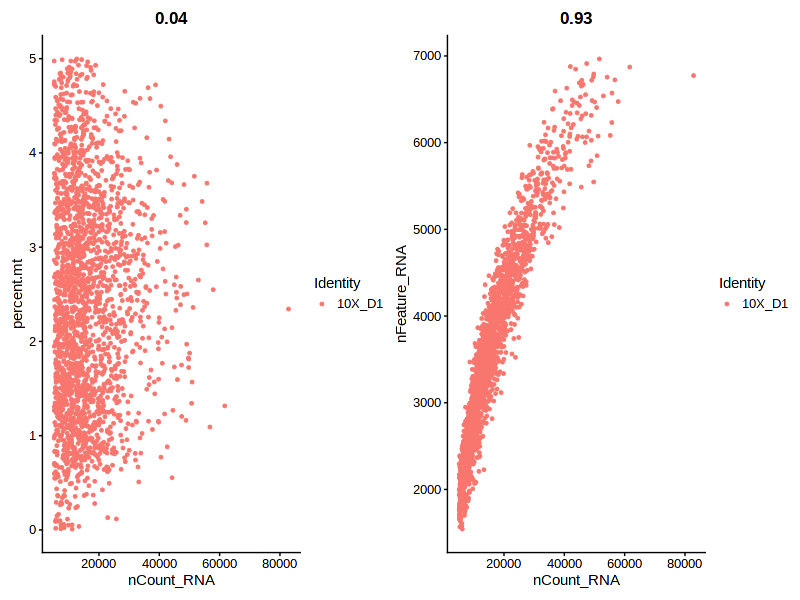 0.04
percent.mt
5
4
3
2
1
0
20000 40000 60000 80000
nCount_RNA
Identity
10X_D1
0.93
nFeature_RNA
7000
6000
5000
4000
3000
2000
20000 40000 60000 80000
nCount_RNA
Identity
10X_D1